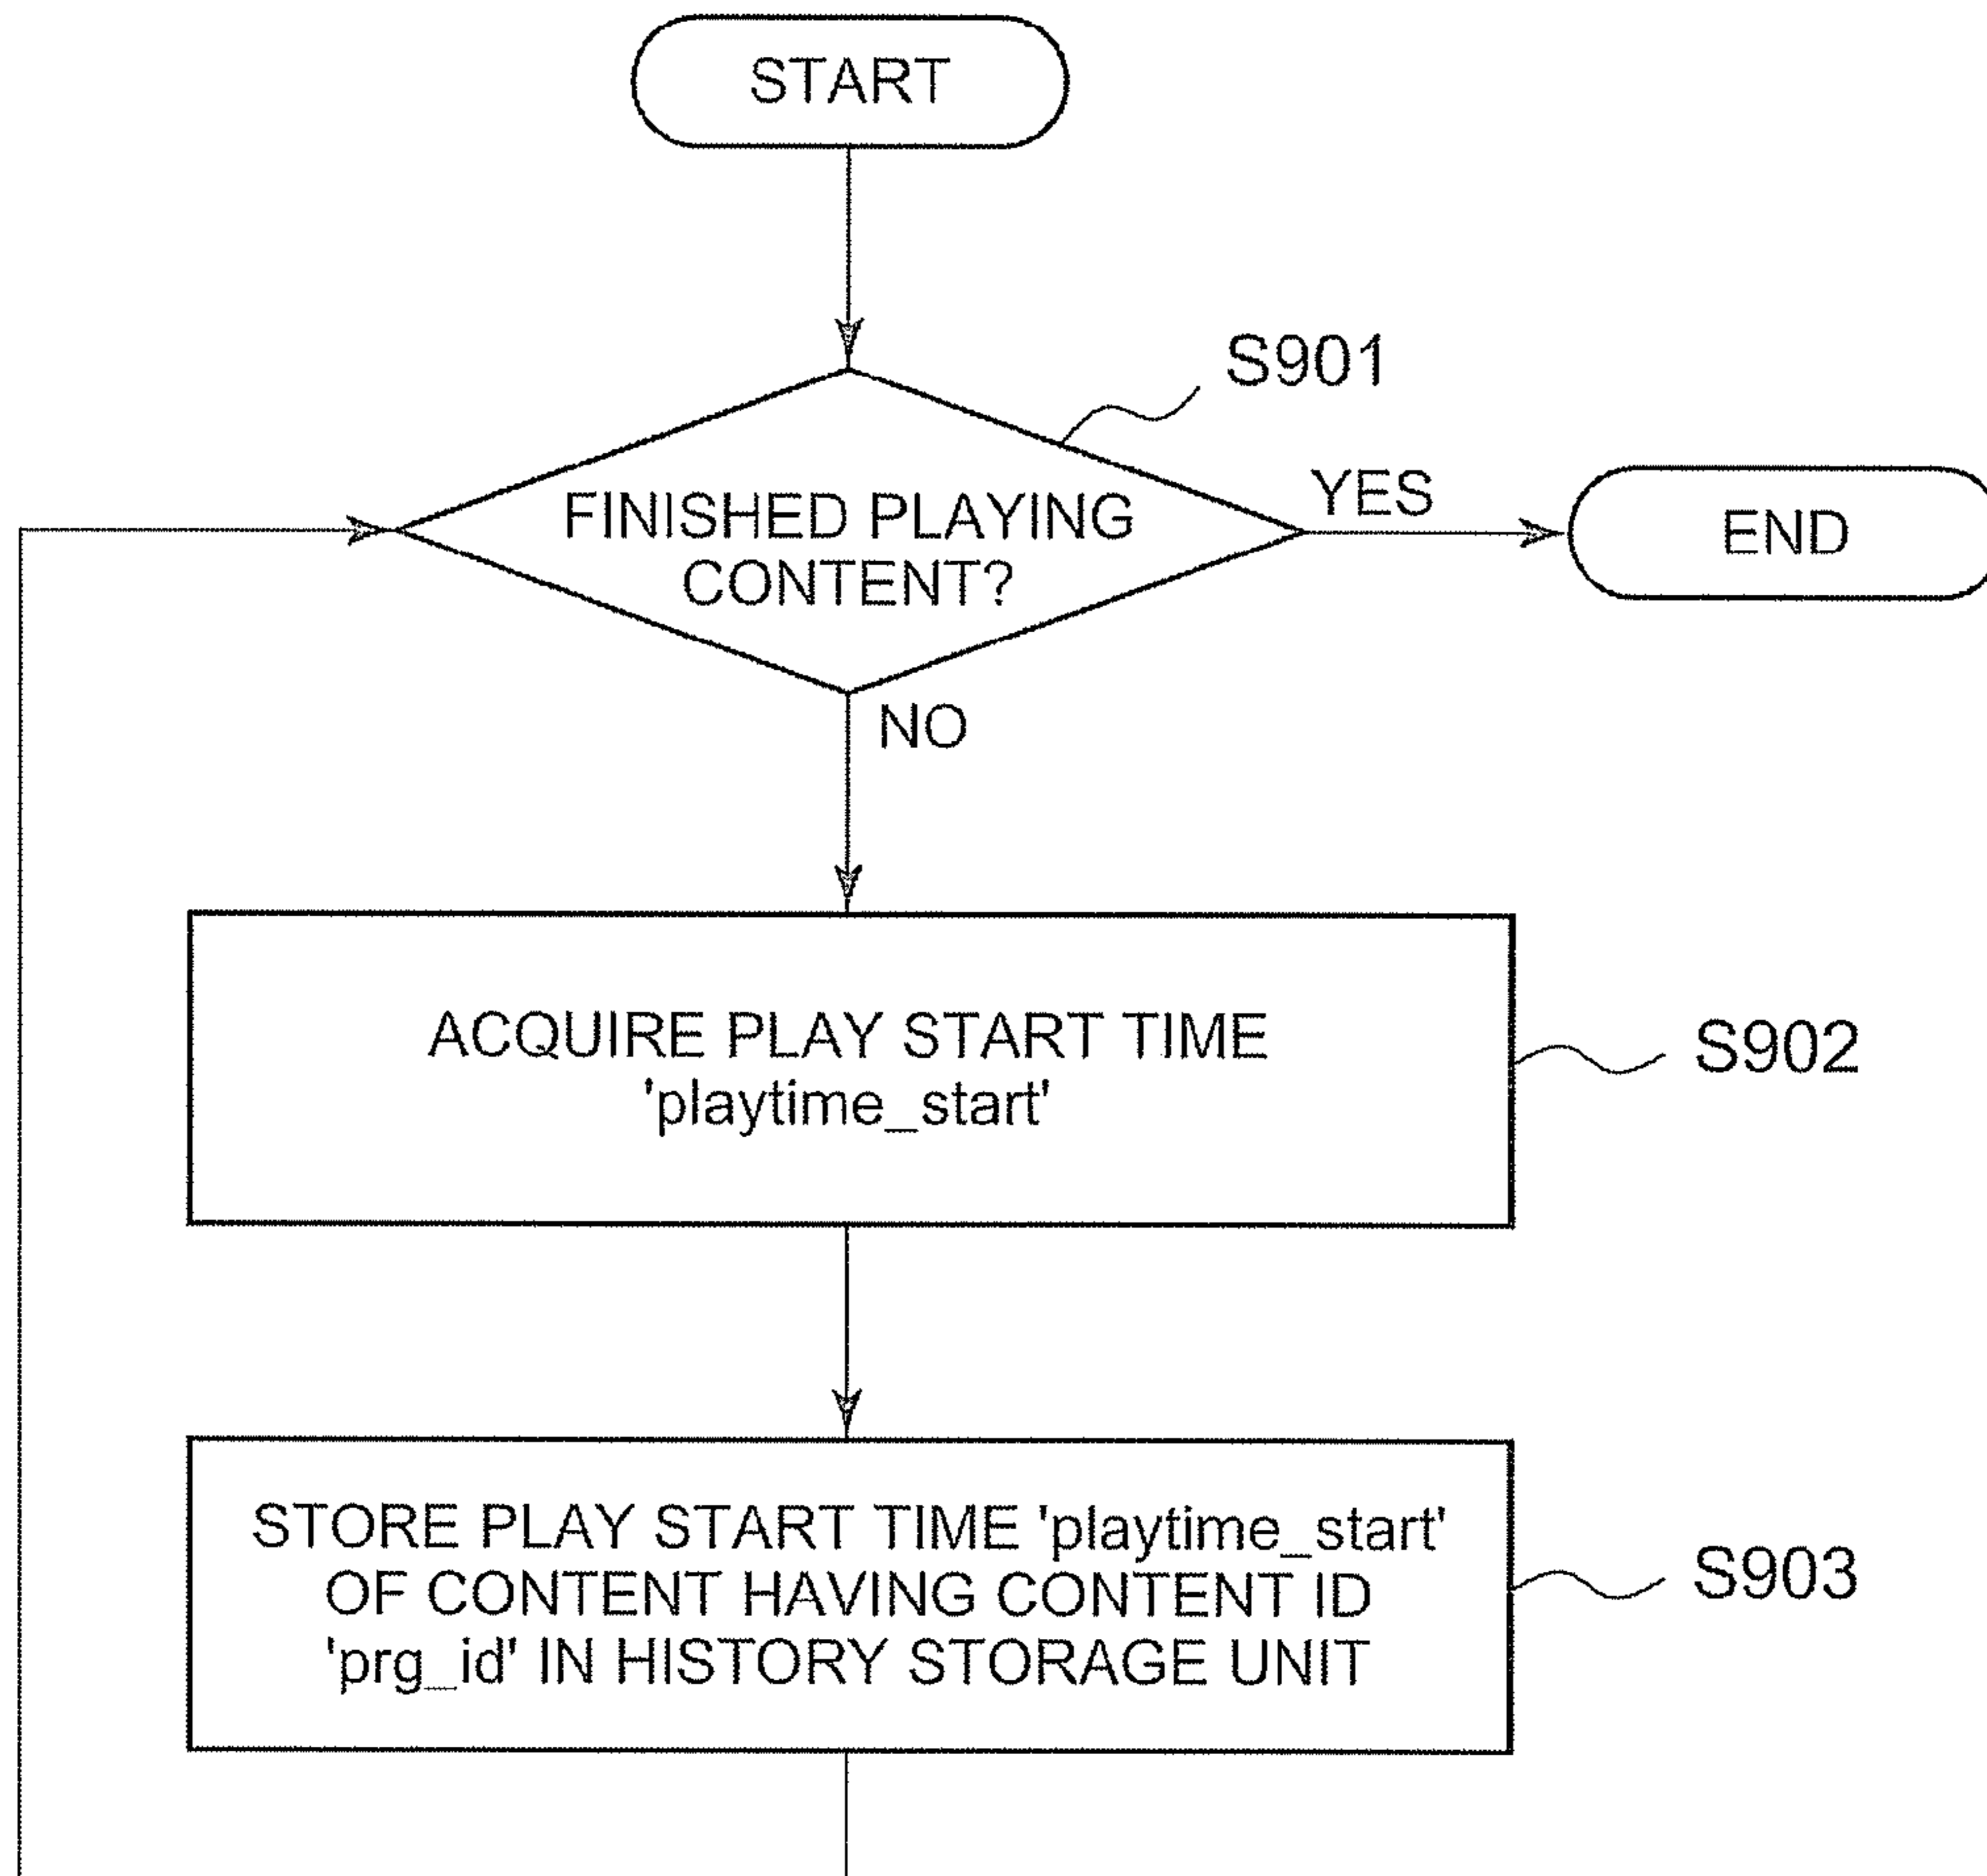 START
S901
FINISHED PLAYING
CONTENT?
YES
END
NO
ACQUIRE PLAY START TIME
'playtime_start'
S902
STORE PLAY START TIME 'playtime_start'
OF CONTENT HAVING CONTENT ID
'prg_id' IN HISTORY STORAGE UNIT
S903